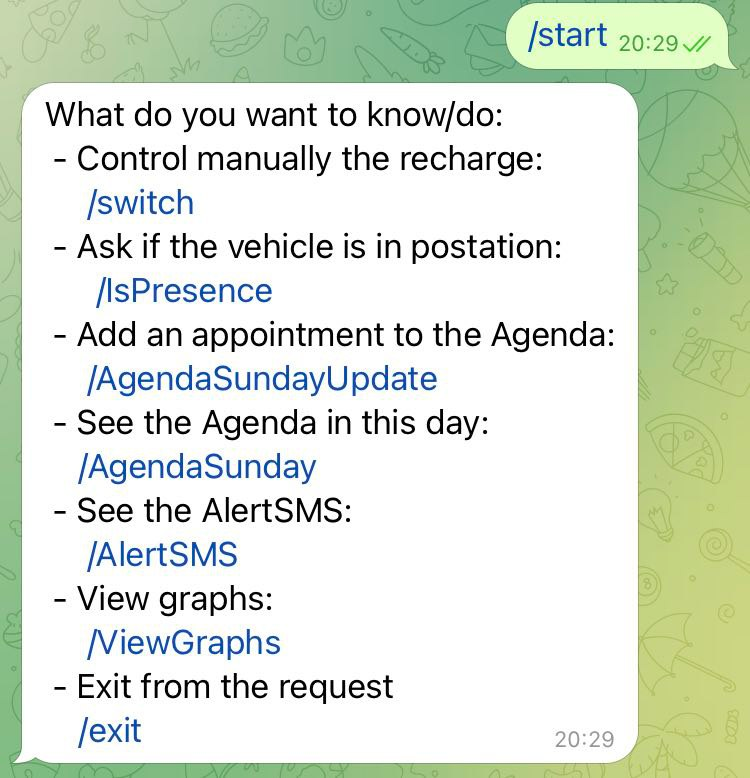 /start 20:29
What do you want to know/do:
- Control manually the recharge:
/switch
- Ask if the vehicle is in postation:
/IsPresence
- Add an appointment to the Agenda:
/AgendaSundayUpdate
- See the Agenda in this day:
/AgendaSunday
- See the AlertSMS:
/AlertSMS
- View graphs:
/ViewGraphs
- Exit from the request
/exit
20:29